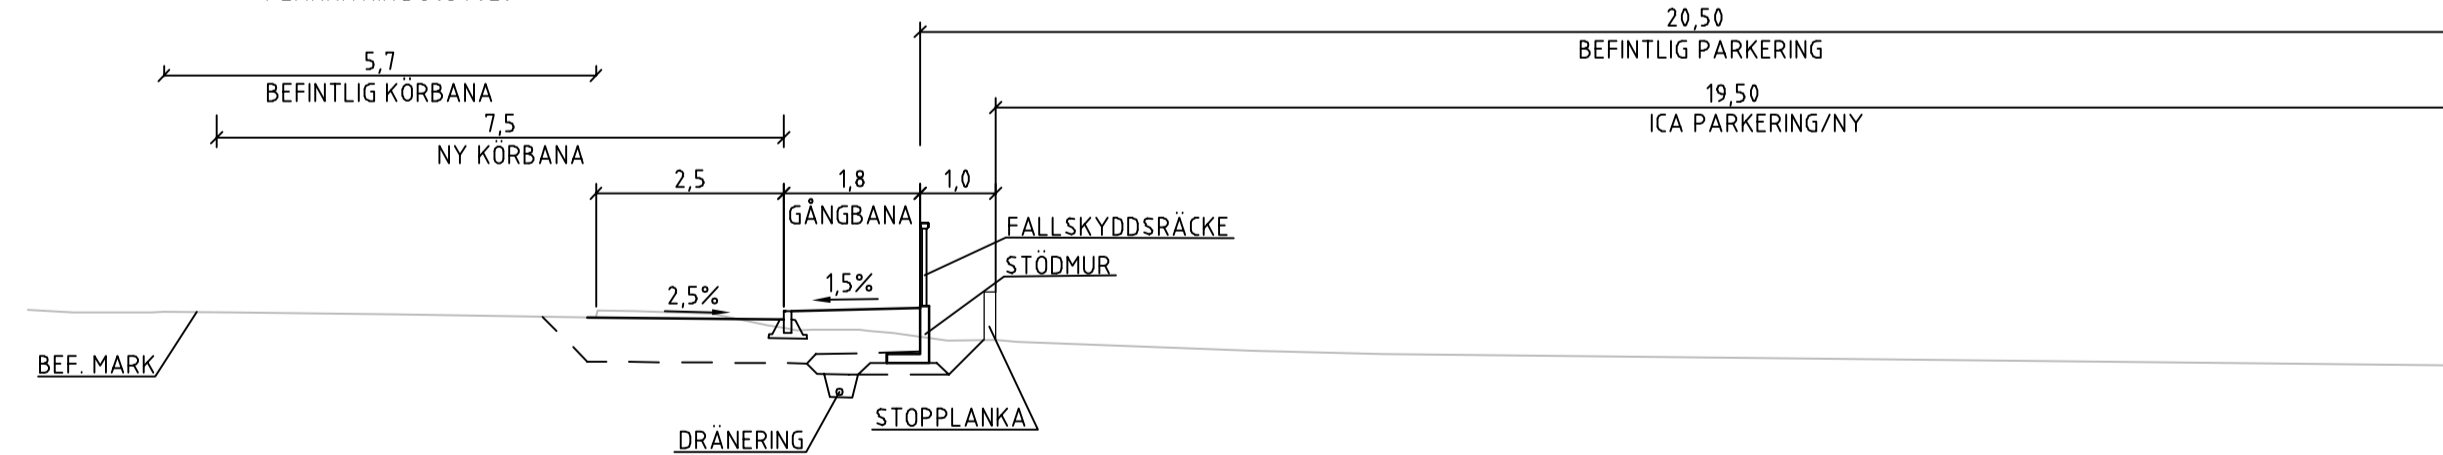 20,50
BEFINTLIG PARKERING
5,7
BEFINTLIG KÖRBANA
19,50
ICA PARKERING/NY
7,5
NY KÖRBANA
2,5
1,8
1,0
GÅNGBANA
FALLSKYDDSRÄCKE
STÖDMUR
2,5%
1,5%
BEF. MARK
STOPPLANKA
DRÄNERING